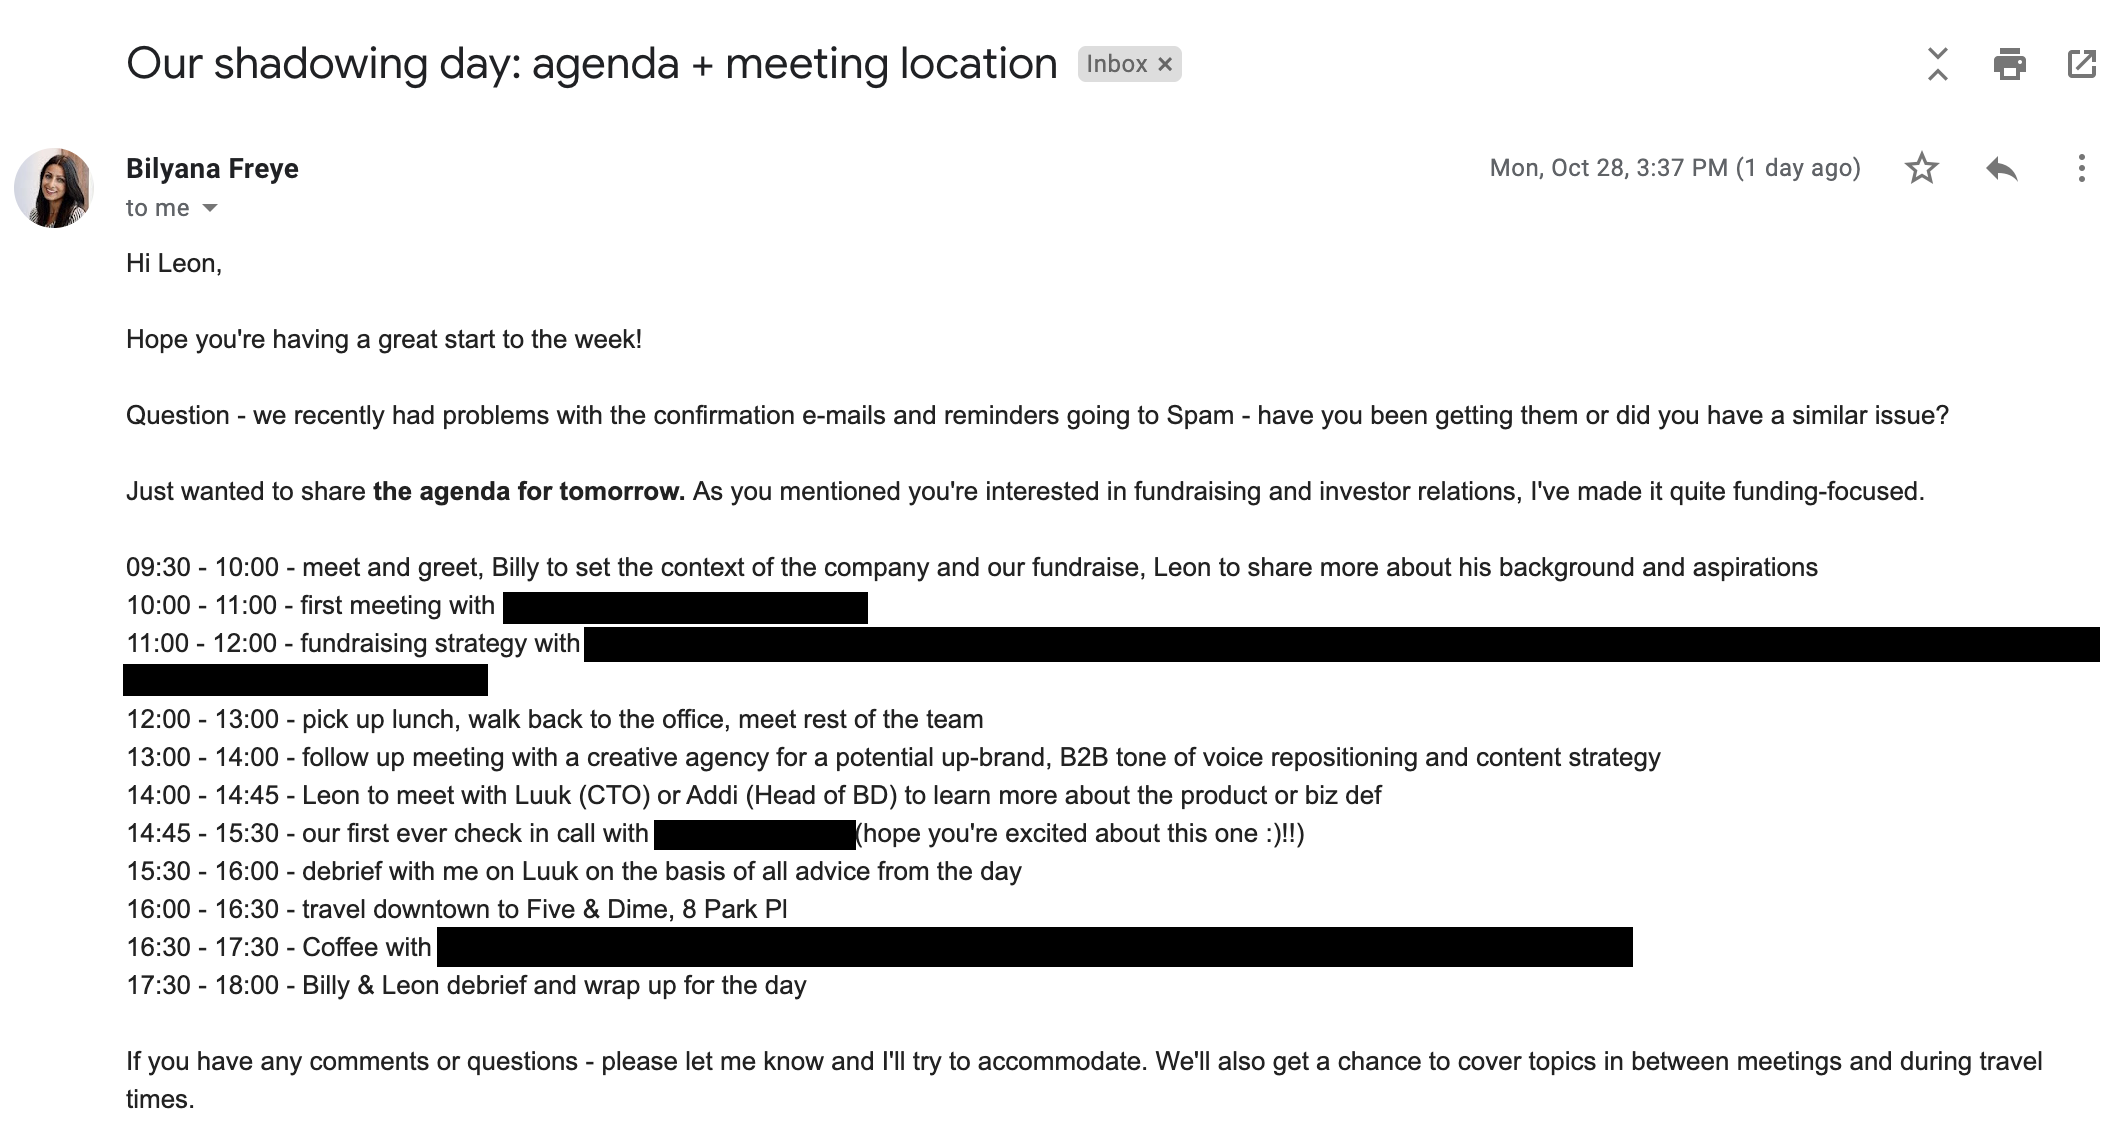 Our shadowing day: agenda + meeting location Inbox ×
Bilyana Freye Mon, Oct 28, 3:37 PM (1 day ago)
to me
Hi Leon,
Hope you're having a great start to the week!
Question - we recently had problems with the confirmation e-mails and reminders going to Spam - have you been getting them or did you have a similar issue?
Just wanted to share the agenda for tomorrow. As you mentioned you're interested in fundraising and investor relations, I've made it quite funding-focused.
09:30 - 10:00 - meet and greet, Billy to set the context of the company and our fundraise, Leon to share more about his background and aspirations
10:00 - 11:00 - first meeting with
11:00 - 12:00 - fundraising strategy with
12:00 - 13:00 - pick up lunch, walk back to the office, meet rest of the team
13:00 - 14:00 - follow up meeting with a creative agency for a potential up-brand, B2B tone of voice repositioning and content strategy
14:00 - 14:45 - Leon to meet with Luuk (CTO) or Addi (Head of BD) to learn more about the product or biz def
14:45 - 15:30 - our first ever check in call with (hope you're excited about this one :)!!)
15:30 - 16:00 - debrief with me on Luuk on the basis of all advice from the day
16:00 - 16:30 - travel downtown to Five & Dime, 8 Park Pl
16:30 - 17:30 - Coffee with
17:30 - 18:00 - Billy & Leon debrief and wrap up for the day
If you have any comments or questions - please let me know and I'll try to accommodate. We'll also get a chance to cover topics in between meetings and during travel
times.